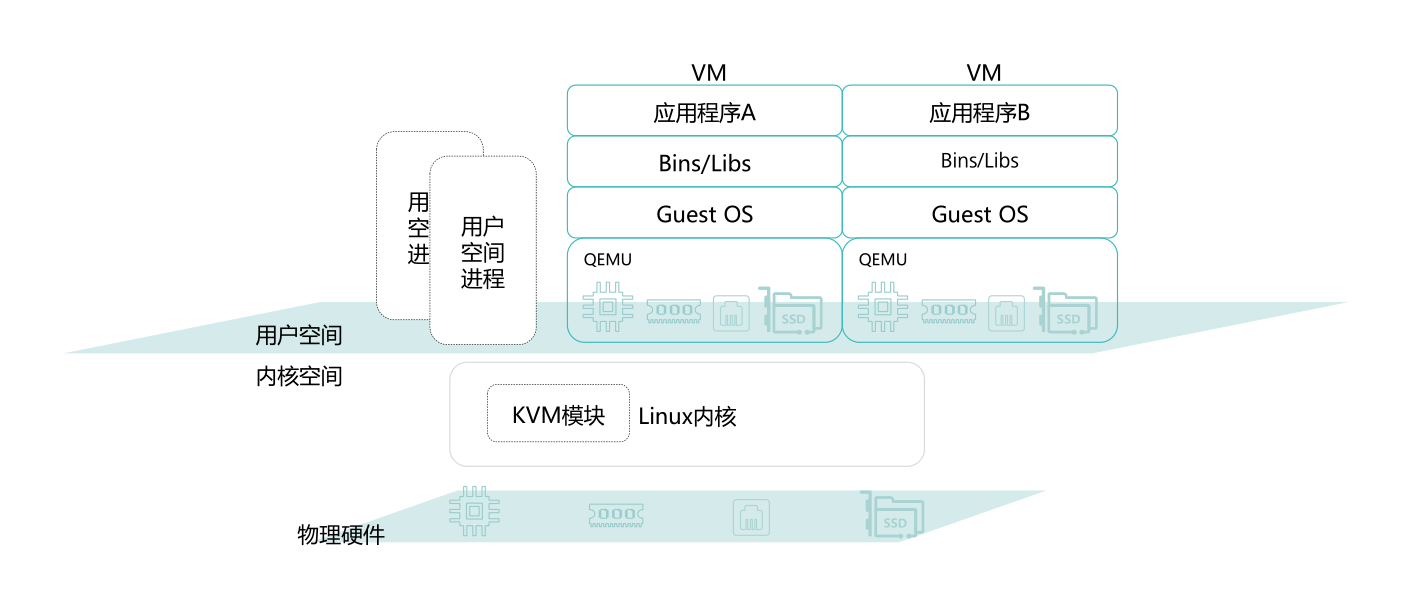 VM
VM
应用程序A
应用程序B
Bins/Libs
Bins/Libs
Guest OS
Guest OS
用
空
进
用户
空间
进程
QEMU
QEMU
SSD
SSD
用户空间
内核空间
KVM模块
Linux内核
物理硬件
SSD